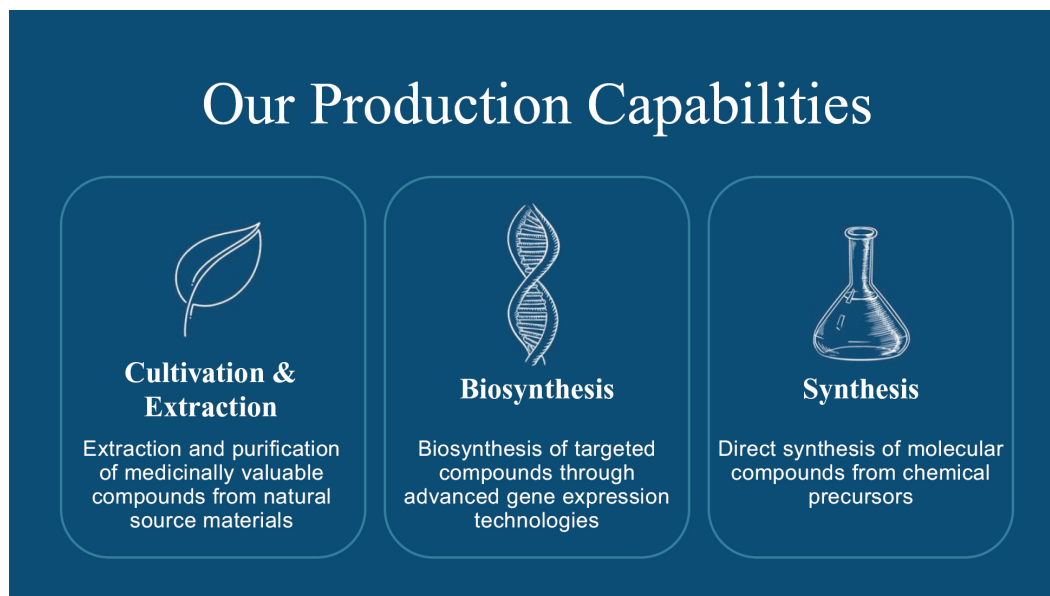 Our Production Capabilities
Cultivation &
Extraction
Extraction and purification
of medicinally valuable
compounds from natural
source materials
Biosynthesis
Biosynthesis of targeted
compounds through
advanced gene expression
technologies
Synthesis
Direct synthesis of molecular
compounds from chemical
precursors